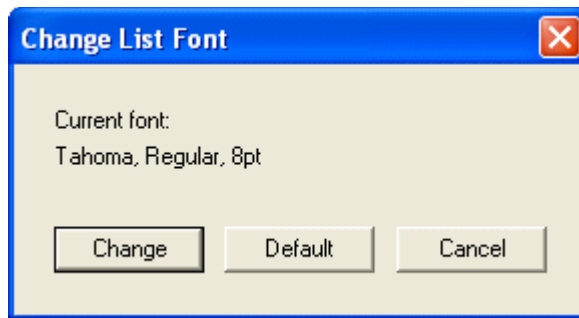 Change List Font
Current font:
Tahoma, Regular, 8pt
Change
Default
Cancel